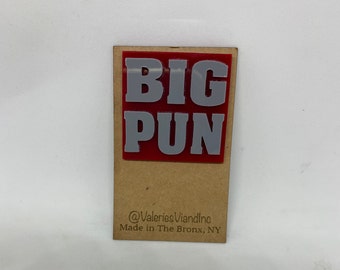 BIG
PUN
@ValeriesViandInc
Made in The Bronx, NY